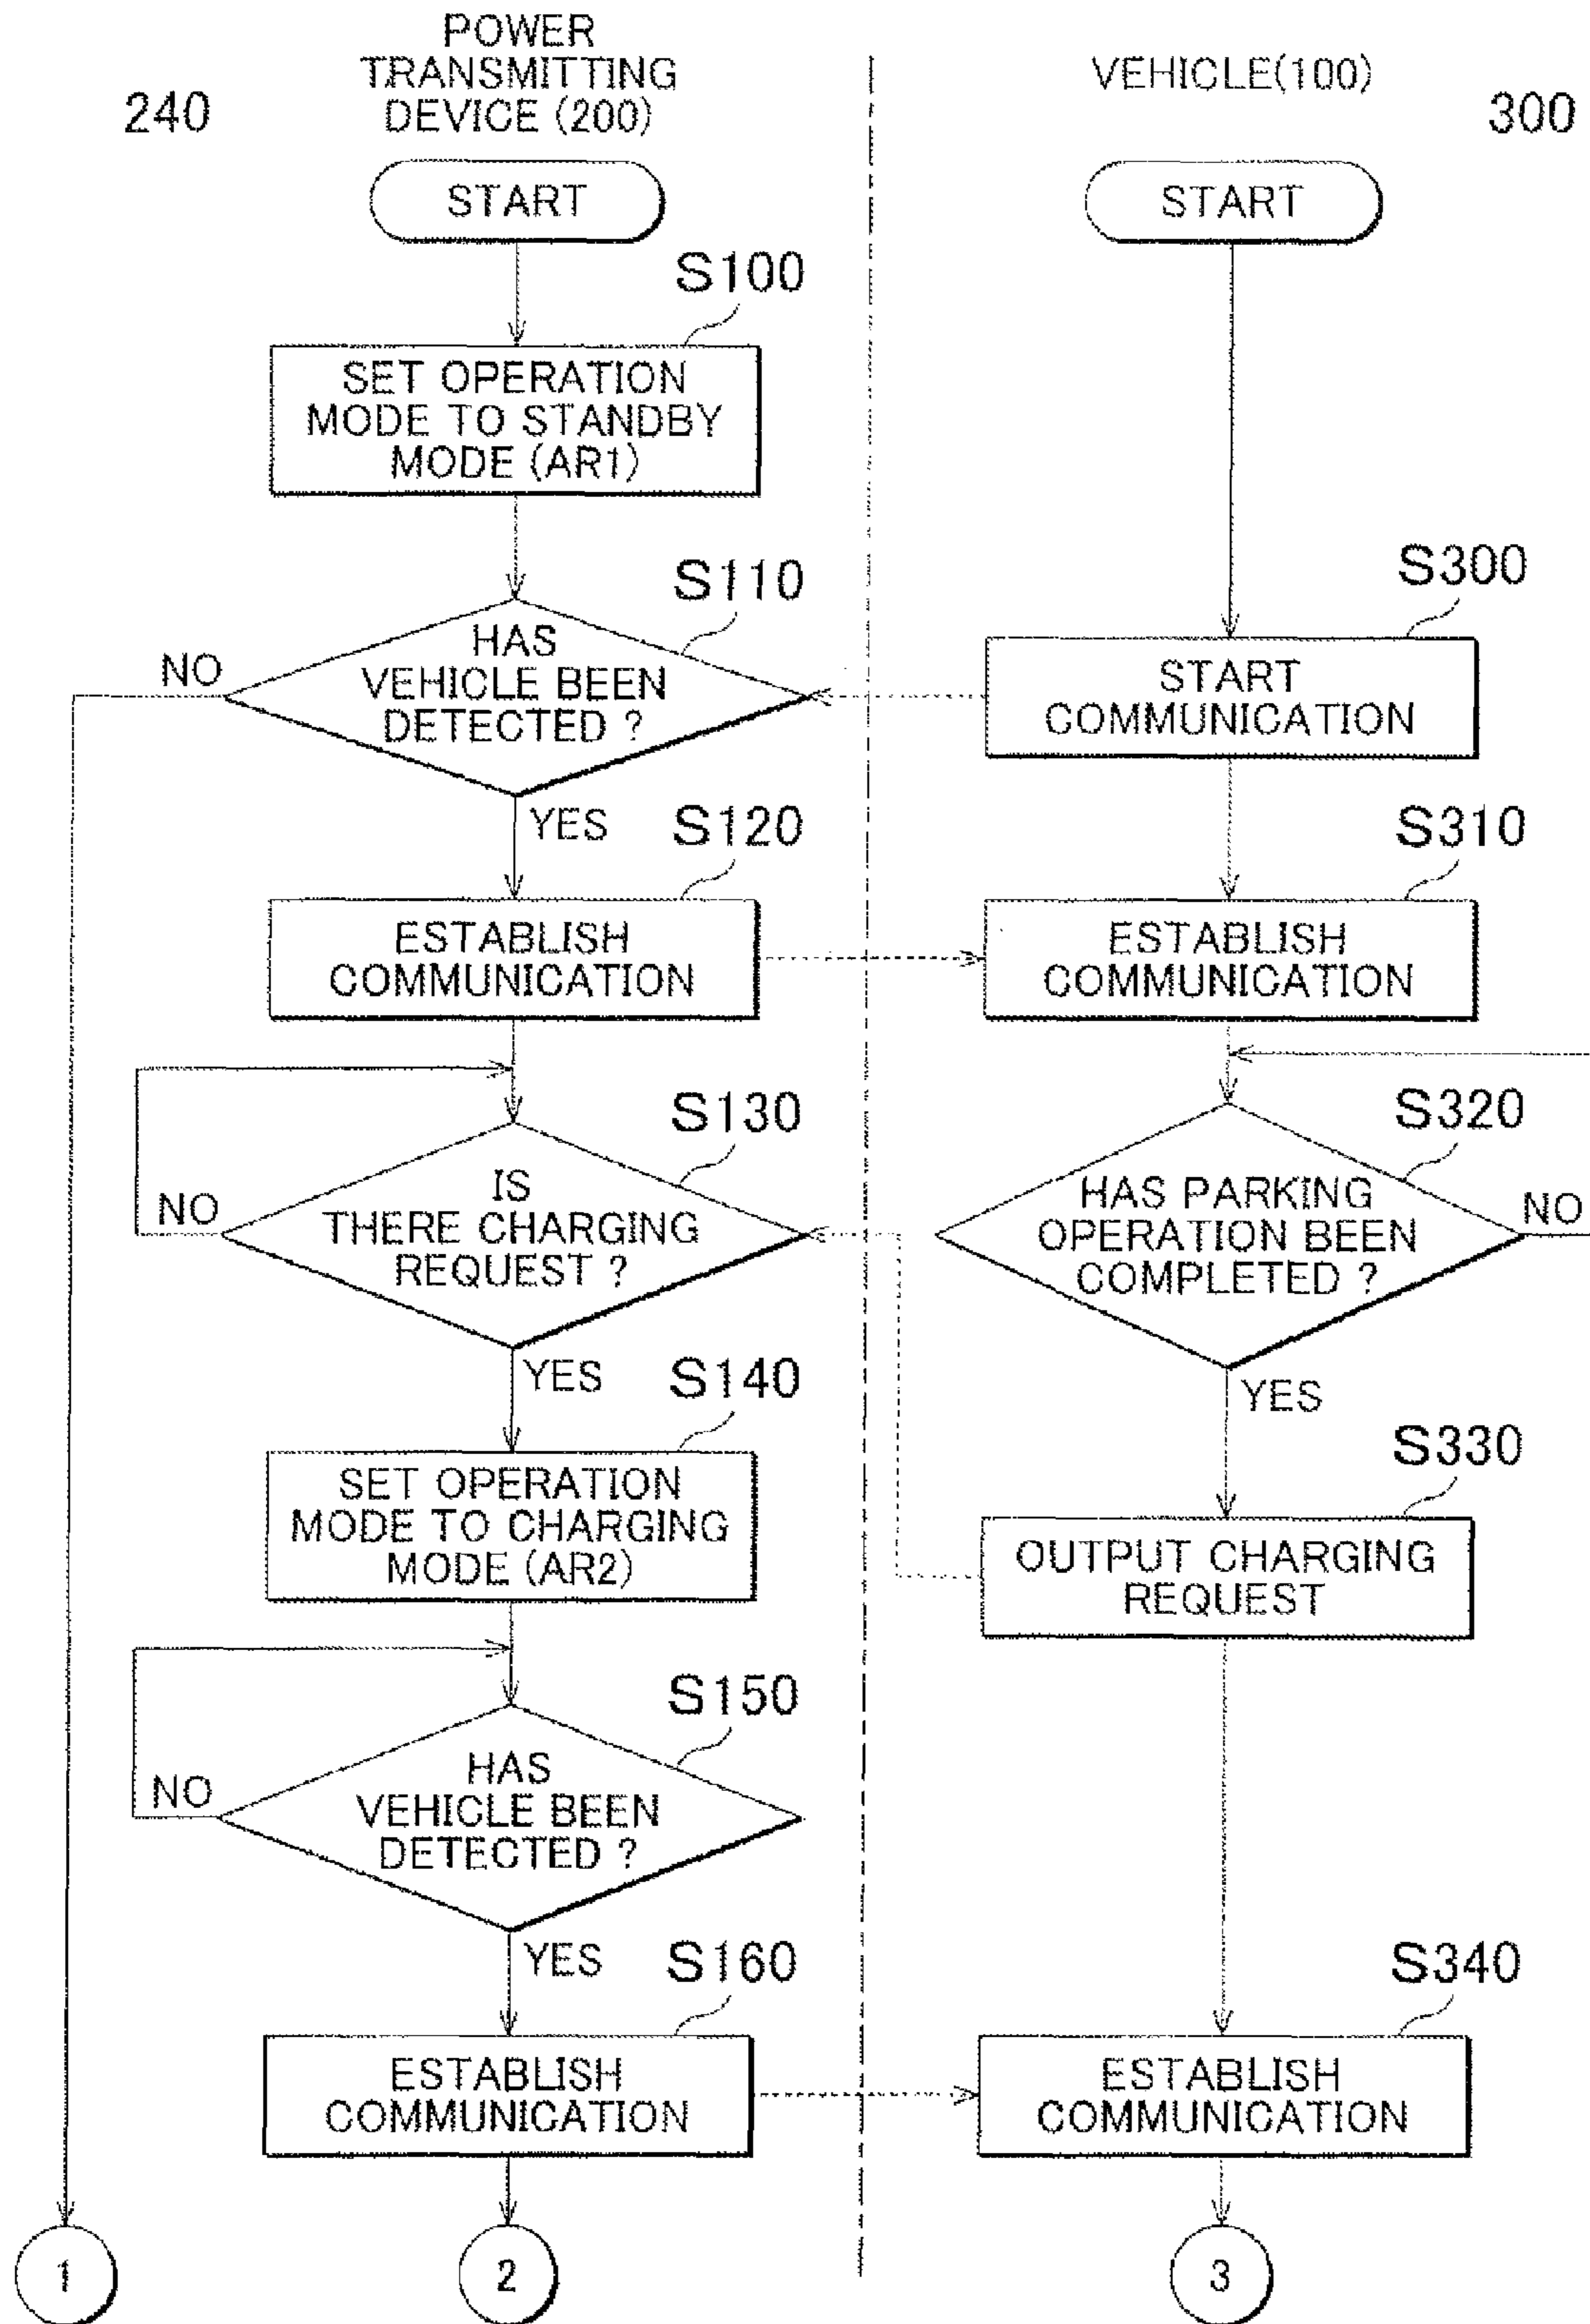 POWER
TRANSMITTING
DEVICE (200)
240
VEHICLE(100)
300
START
START
S100
SET OPERATION
MODE TO STANDBY
MODE (AR1)
S110
HAS
VEHICLE BEEN
DETECTED ?
NO
YES
S300
START
COMMUNICATION
S120
ESTABLISH
COMMUNICATION
S310
ESTABLISH
COMMUNICATION
S130
IS
THERE CHARGING
REQUEST ?
NO
YES
S320
HAS PARKING
OPERATION BEEN
COMPLETED ?
NO
YES
S140
SET OPERATION
MODE TO CHARGING
MODE (AR2)
S330
OUTPUT CHARGING
REQUEST
S150
HAS
VEHICLE BEEN
DETECTED ?
NO
YES
S160
ESTABLISH
COMMUNICATION
S340
ESTABLISH
COMMUNICATION
1
2
3